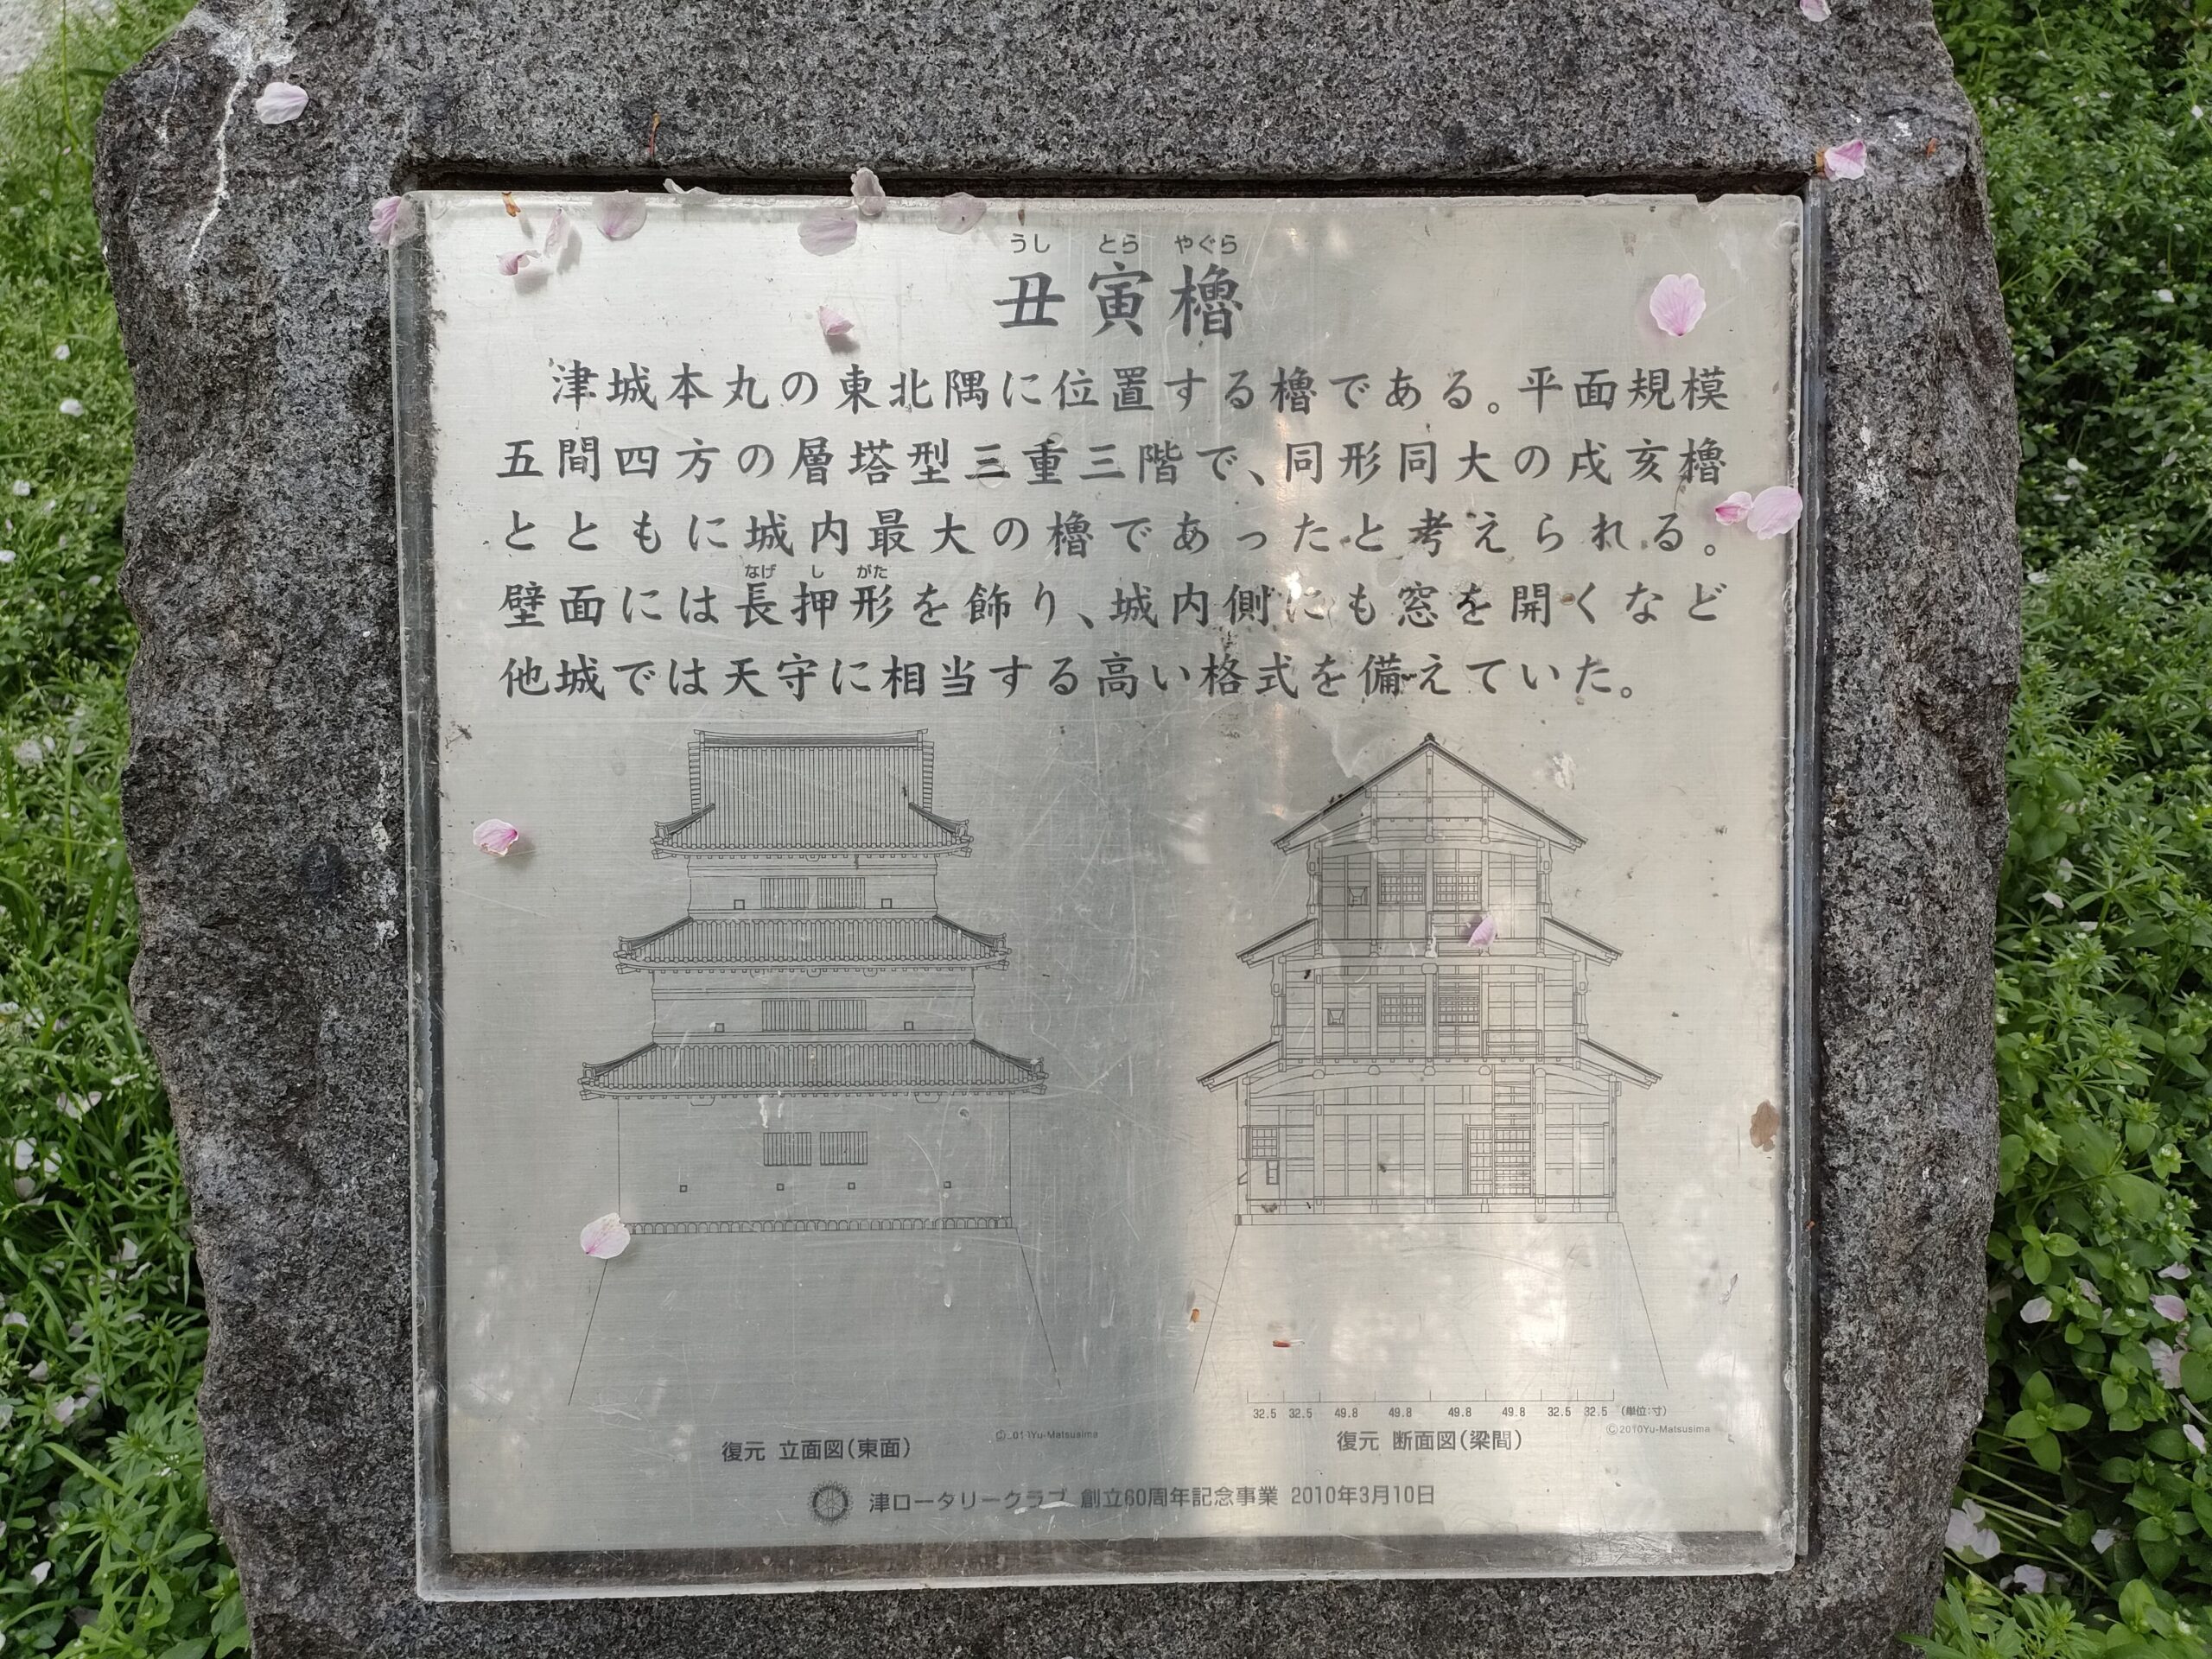 うし とら やぐら
丑寅櫓
津城本丸の東北隅に位置する櫓である。平面規模
五間四方の層塔型三重三階で、同形同大の戌亥櫓
とともに城内最大の櫓であったと考えられる。
なげ し がた
壁面には長押形を飾り、城内側にも窓を開くなど
他城では天守に相当する高い格式を備えていた。
32.5 32.5 49.8 49.8 49.8 49.8 32.5 32.5 (単位:寸)
Yu-Matsusima
©2010Yu-Matsusima
復元 立面図(東面)
復元 断面図(梁間)
津ロータリークラブ 創立60周年記念事業 2010年3月10日